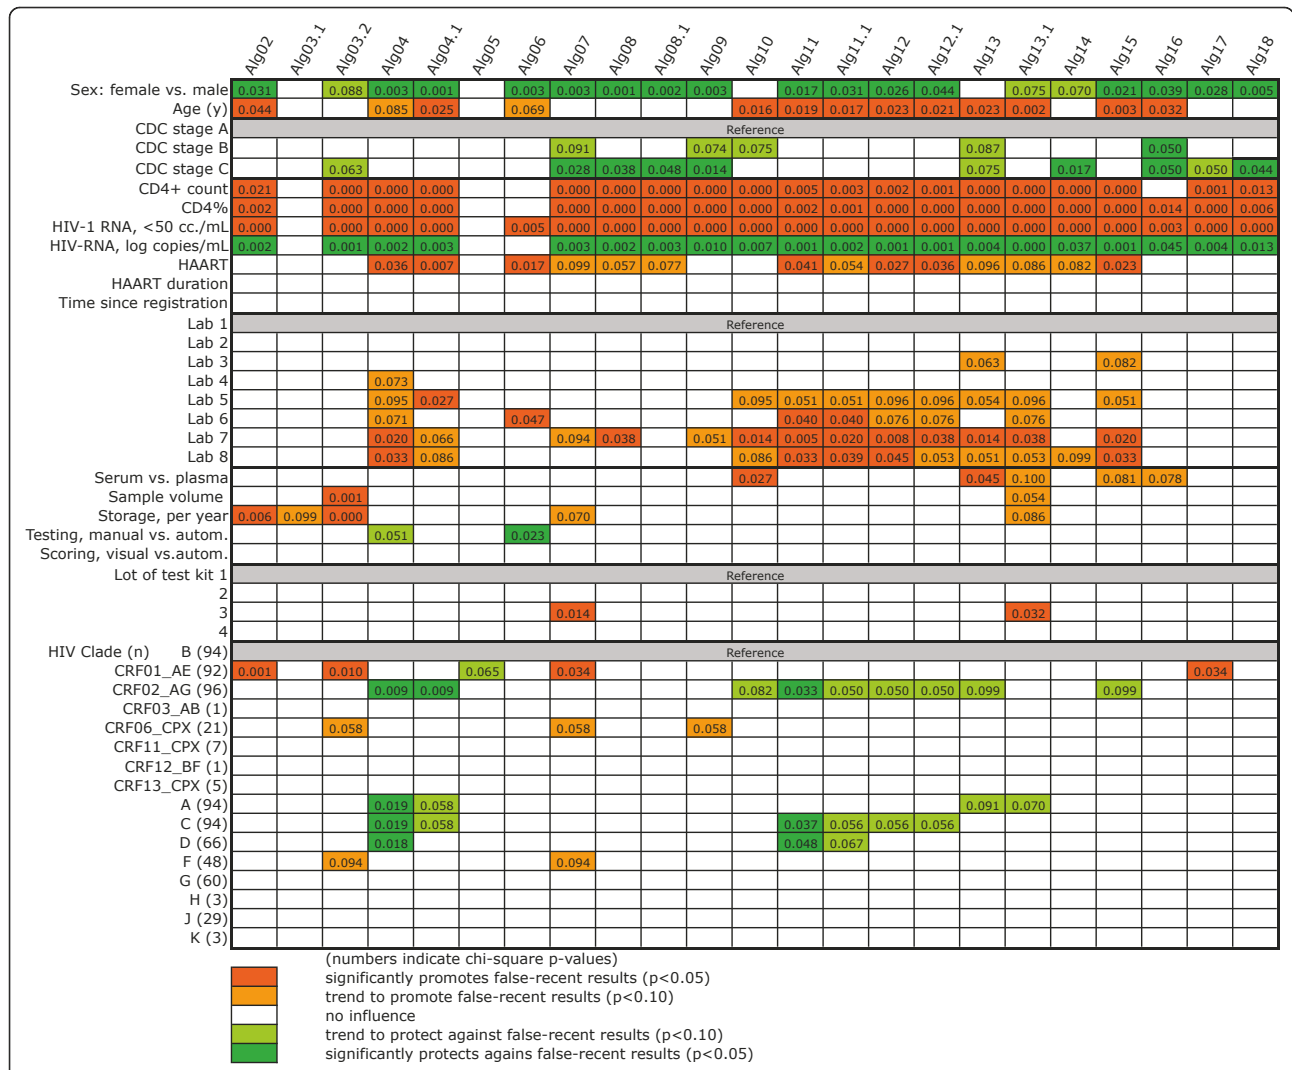 Alg02 Alg03.1 Alg03.2 Alg04 Alg04.1 Alg05 Alg06 Alg07 Alg08 Alg08.1 Alg09 Alg10 Alg11 Alg11.1 Alg12 Alg12.1 Alg13 Alg13.1 Alg14 Alg15 Alg16 Alg17 Alg18
Sex: female vs. male 0.031 0.088 0.003 0.001 0.003 0.003 0.001 0.002 0.003 0.017 0.031 0.026 0.044 0.075 0.070 0.021 0.039 0.028 0.005
Age (y) 0.044 0.085 0.025 0.069 0.016 0.019 0.017 0.023 0.021 0.023 0.002 0.003 0.032
CDC stage A Reference
CDC stage B 0.091 0.074 0.075 0.087 0.050
CDC stage C 0.063 0.028 0.038 0.048 0.014 0.075 0.017 0.050 0.050 0.044
CD4+ count 0.021 0.000 0.000 0.000 0.000 0.000 0.000 0.000 0.000 0.005 0.003 0.002 0.001 0.000 0.000 0.000 0.000 0.001 0.013
CD4% 0.002 0.000 0.000 0.000 0.000 0.000 0.000 0.000 0.000 0.002 0.001 0.000 0.000 0.000 0.000 0.000 0.000 0.014 0.000 0.006
HIV-1 RNA, <50 cc./mL 0.000 0.000 0.000 0.000 0.005 0.000 0.000 0.000 0.000 0.000 0.000 0.000 0.000 0.000 0.000 0.000 0.000 0.000 0.003 0.000 0.000
HIV-RNA, log copies/mL 0.002 0.001 0.002 0.003 0.003 0.002 0.003 0.010 0.007 0.001 0.002 0.001 0.001 0.004 0.000 0.037 0.001 0.045 0.004 0.013
HAART 0.036 0.007 0.017 0.099 0.057 0.077 0.041 0.054 0.027 0.036 0.096 0.086 0.082 0.023
HAART duration
Time since registration
Lab 1 Reference
Lab 2
Lab 3 0.063 0.082
Lab 4 0.073
Lab 5 0.095 0.027 0.095 0.051 0.051 0.096 0.096 0.054 0.096 0.051
Lab 6 0.071 0.047 0.040 0.040 0.076 0.076 0.076
Lab 7 0.020 0.066 0.094 0.038 0.051 0.014 0.005 0.020 0.008 0.038 0.014 0.038 0.020
Lab 8 0.033 0.086 0.086 0.033 0.039 0.045 0.053 0.051 0.053 0.099 0.033
Serum vs. plasma 0.027 0.045 0.100 0.081 0.078
Sample volume 0.001 0.054
Storage, per year 0.006 0.099 0.000 0.070 0.086
Testing, manual vs. autom. 0.051 0.023
Scoring, visual vs.autom.
Lot of test kit 1 Reference
2
3 0.014 0.032
4
HIV Clade (n) B (94) Reference
CRF01_AE (92) 0.001 0.010 0.065 0.034 0.034
CRF02_AG (96) 0.009 0.009 0.082 0.033 0.050 0.050 0.050 0.099 0.099
CRF03_AB (1)
CRF06_CPX (21) 0.058 0.058 0.058
CRF11_CPX (7)
CRF12_BF (1)
CRF13_CPX (5)
A (94) 0.019 0.058 0.091 0.070
C (94) 0.019 0.058 0.037 0.056 0.056 0.056
D (66) 0.018 0.048 0.067
F (48) 0.094 0.094
G (60)
H (3)
J (29)
K (3)
(numbers indicate chi-square p-values)
significantly promotes false-recent results (p<0.05)
trend to promote false-recent results (p<0.10)
no influence
trend to protect against false-recent results (p<0.10)
significantly protects agains false-recent results (p<0.05)